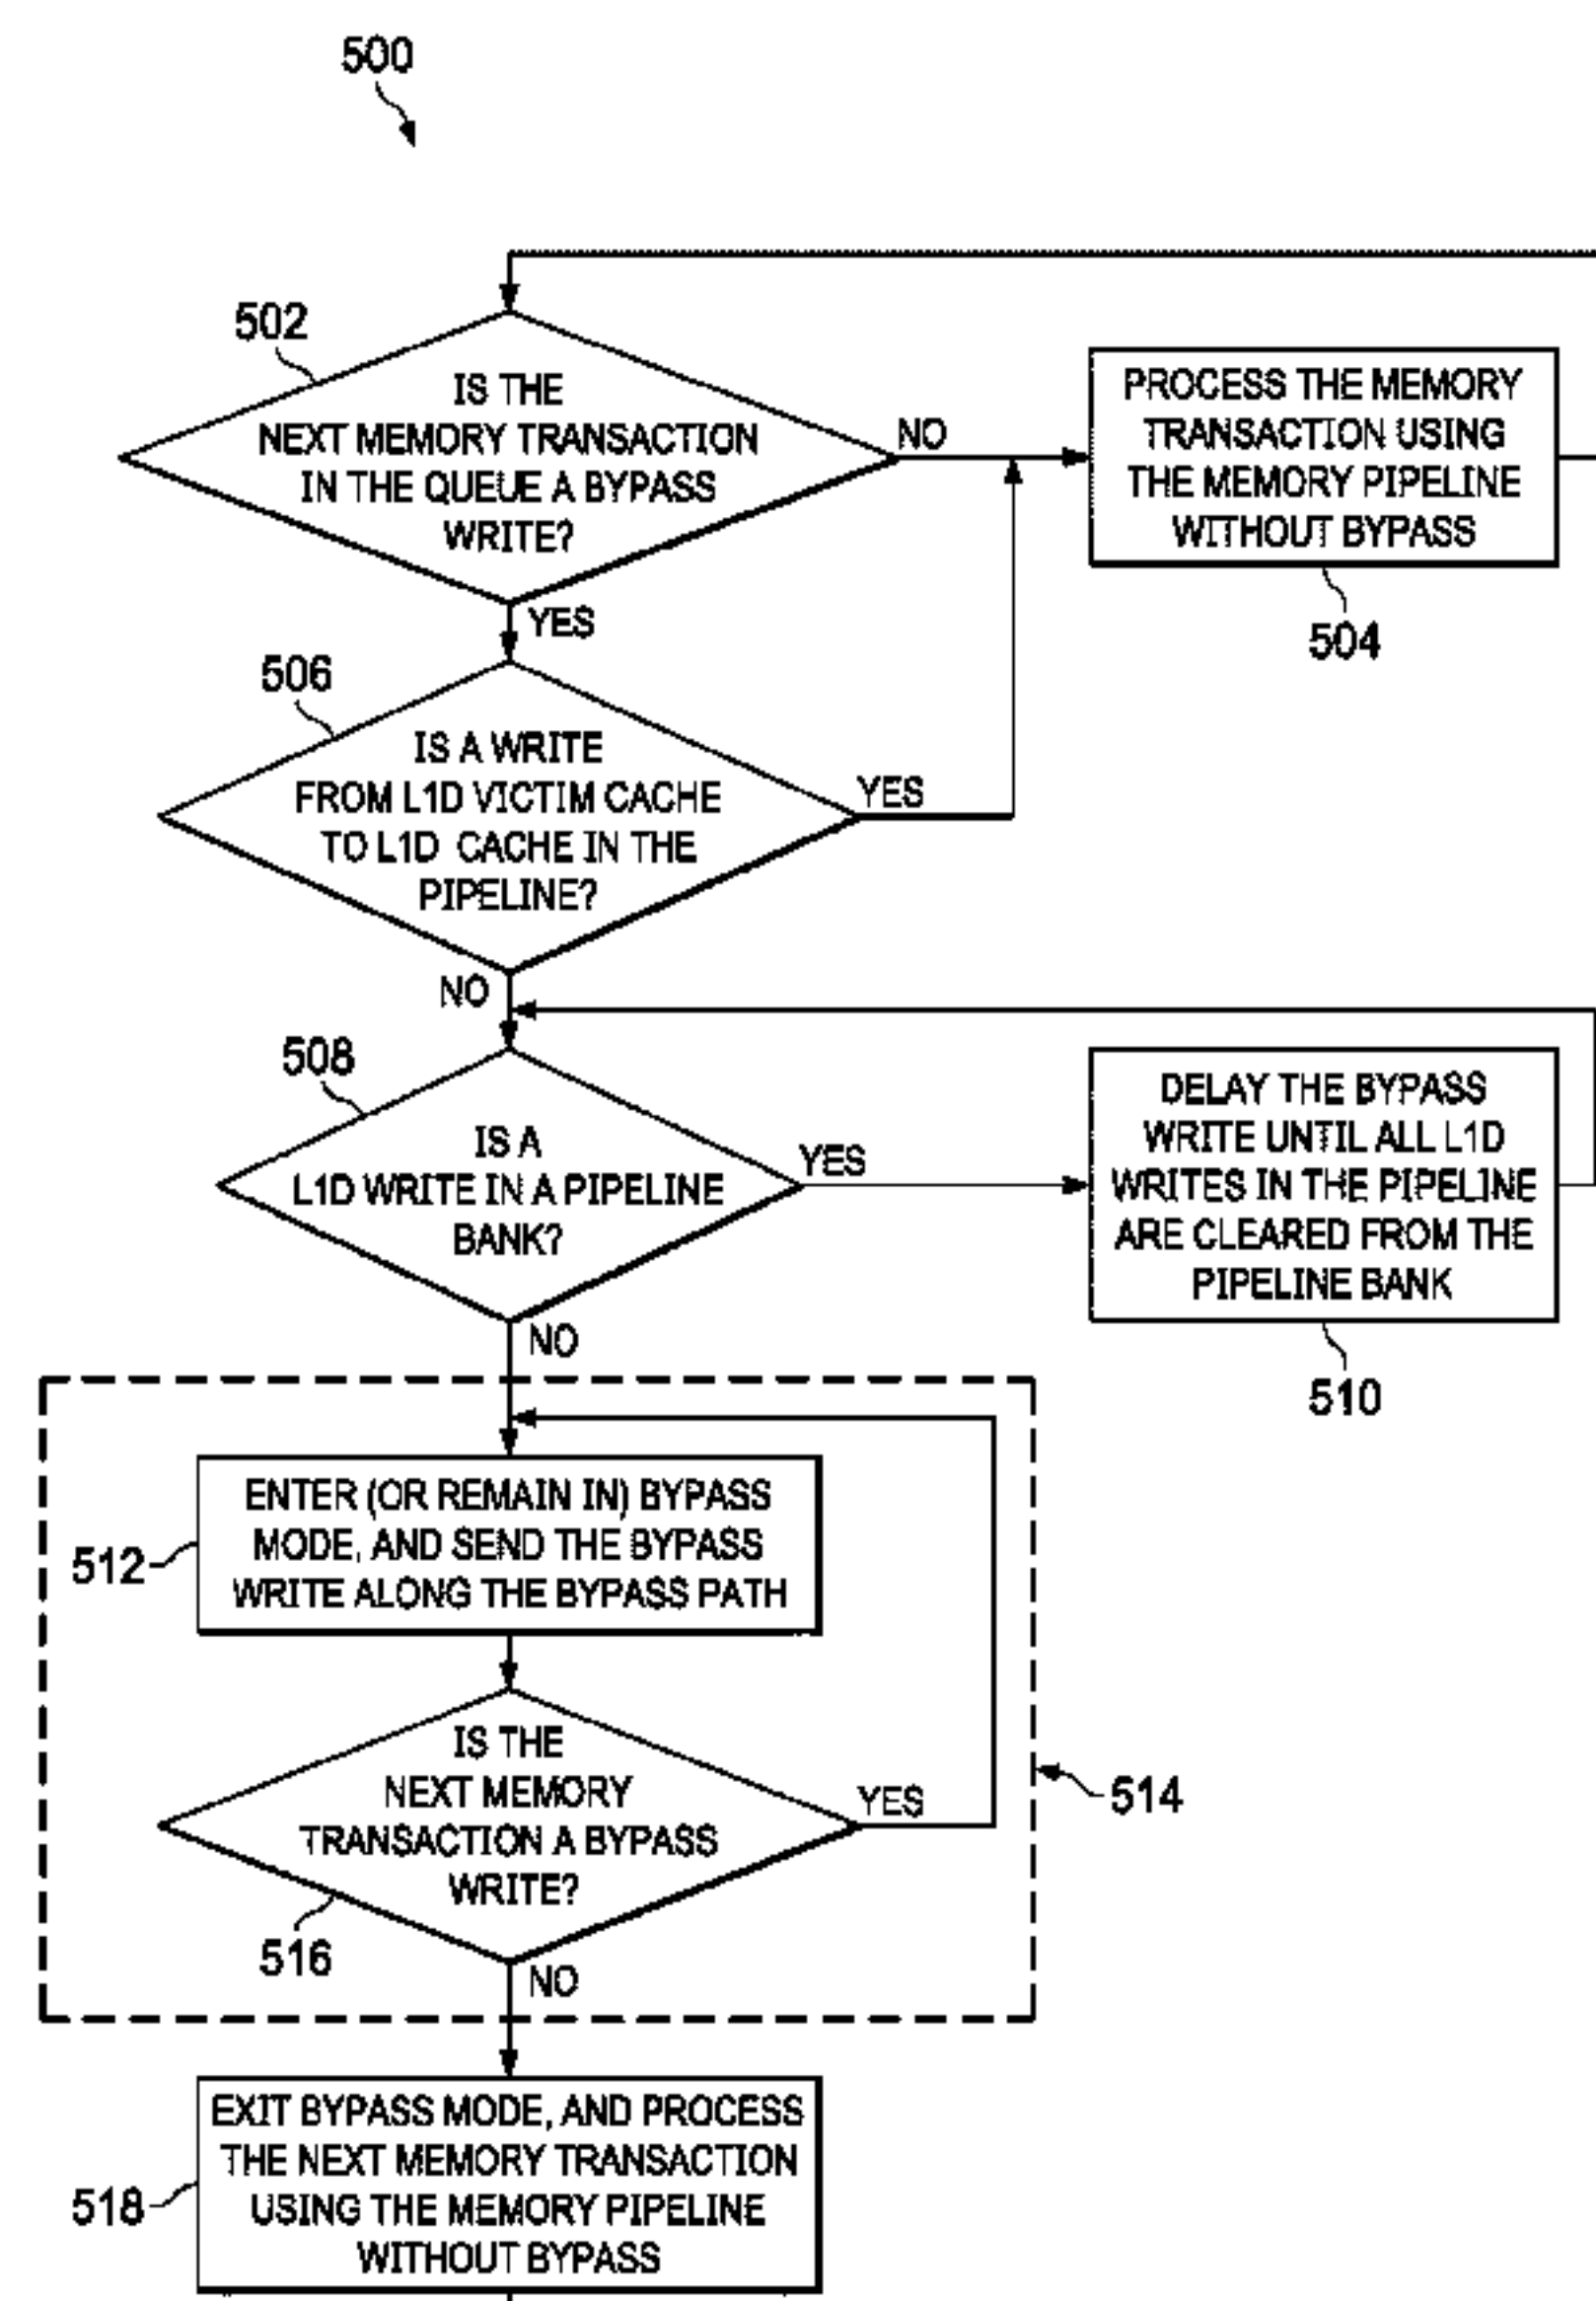 500
502
IS THE
NEXT MEMORY TRANSACTION
IN THE QUEUE A BYPASS
WRITE?
NO
PROCESS THE MEMORY
TRANSACTION USING
THE MEMORY PIPELINE
WITHOUT BYPASS
504
YES
506
IS A WRITE
FROM L1D VICTIM CACHE
TO L1D CACHE IN THE
PIPELINE?
YES
NO
508
IS A
L1D WRITE IN A PIPELINE
BANK?
YES
DELAY THE BYPASS
WRITE UNTIL ALL L1D
WRITES IN THE PIPELINE
ARE CLEARED FROM THE
PIPELINE BANK
510
NO
512
ENTER (OR REMAIN IN) BYPASS
MODE, AND SEND THE BYPASS
WRITE ALONG THE BYPASS PATH
514
IS THE
NEXT MEMORY
TRANSACTION A BYPASS
WRITE?
YES
516
NO
518
EXIT BYPASS MODE, AND PROCESS
THE NEXT MEMORY TRANSACTION
USING THE MEMORY PIPELINE
WITHOUT BYPASS